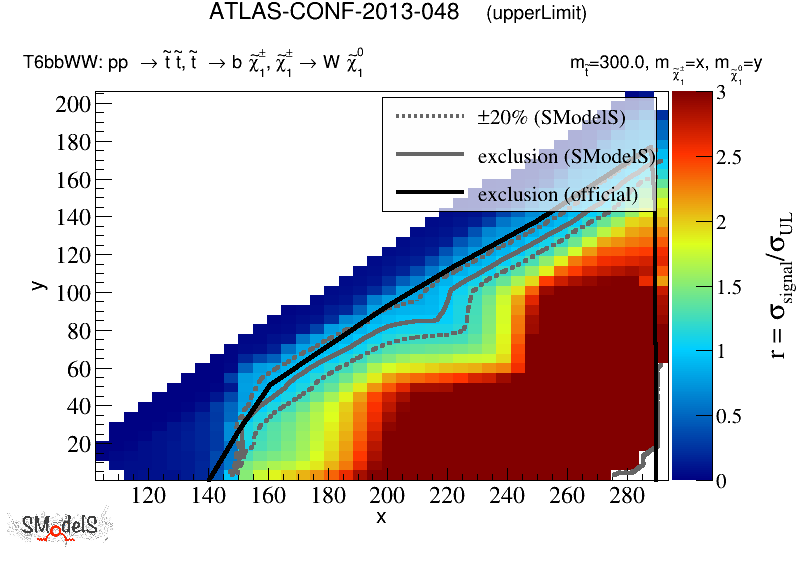 ATLAS-CONF-2013-048 (upperLimit)
T6bbWW: pp → t̃ t̃, t̃ → b χ̃₁±, χ̃₁± → W χ̃₁⁰
m_t̃=300.0, m_χ̃₁±=x, m_χ̃₁⁰=y
±20% (SModelS)
exclusion (SModelS)
exclusion (official)
y
200
180
160
140
120
100
80
60
40
20
120 140 160 180 200 220 240 260 280
x
3
2.5
2
1.5
1
0.5
0
r = σ_signal/σ_UL
SModelS